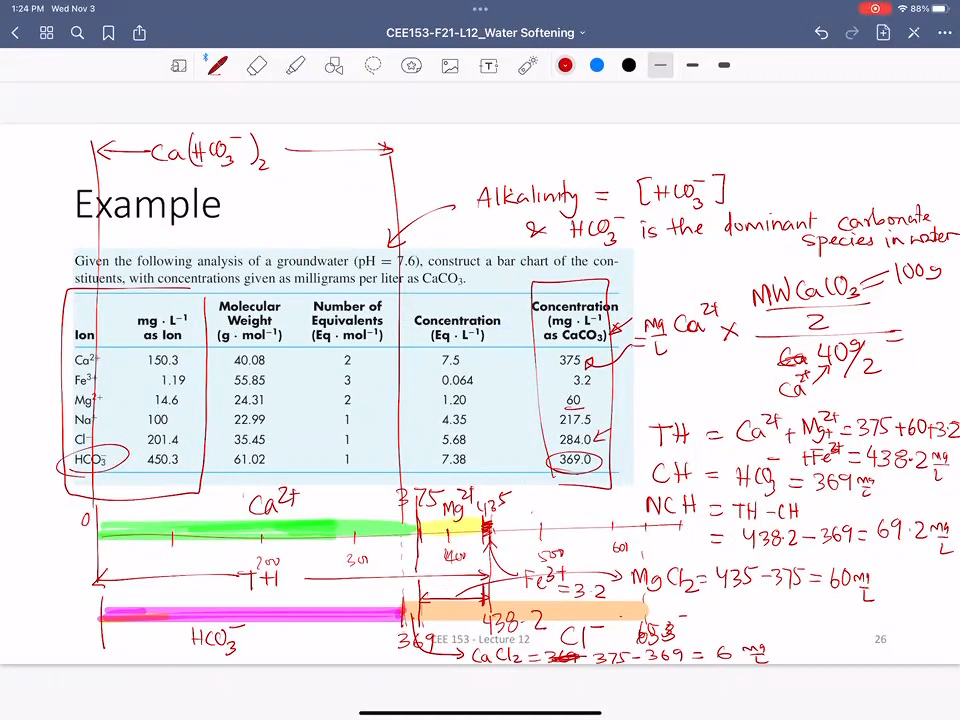 1:24 PM Wed Nov 3
88%
CEE153-F21-L12_Water Softening
Ca(HCO3⁻)2
Example
Alkalinity = [HCO3⁻]
& HCO3⁻ is the dominant carbonate
species in water
Given the following analysis of a groundwater (pH = 7.6), construct a bar chart of the con-
stituents, with concentrations given as milligrams per liter as CaCO3.
Ion mg · L⁻¹ as Ion Molecular Weight (g · mol⁻¹) Number of Equivalents (Eq · mol⁻¹) Concentration (Eq · L⁻¹) Concentration (mg · L⁻¹ as CaCO3)
Ca²⁺ 150.3 40.08 2 7.5 375
Fe³⁺ 1.19 55.85 3 0.064 3.2
Mg²⁺ 14.6 24.31 2 1.20 60
Na⁺ 100 22.99 1 4.35 217.5
Cl⁻ 201.4 35.45 1 5.68 284.0
HCO3⁻ 450.3 61.02 1 7.38 369.0
= mg/L Ca²⁺ × MWCaCO3/2 =
100g
40g/2
Ca²⁺
TH = Ca²⁺ + Mg²⁺ = 375+60+3.2
+Fe³⁺ = 438.2 mg/L
CH = HCO3⁻ = 369 mg/L
NCH = TH - CH
= 438.2 - 369 = 69.2 mg/L
0 Ca²⁺ 375 Mg²⁺ 435
200 300 400 500 600
TH
Fe³⁺
= 3.2
MgCl2 = 435 - 375 = 60 mg/L
HCO3⁻ 369 438.2 Cl⁻ 653
CEE 153 - Lecture 12
26
CaCl2 = 375 - 369 = 6 mg/L